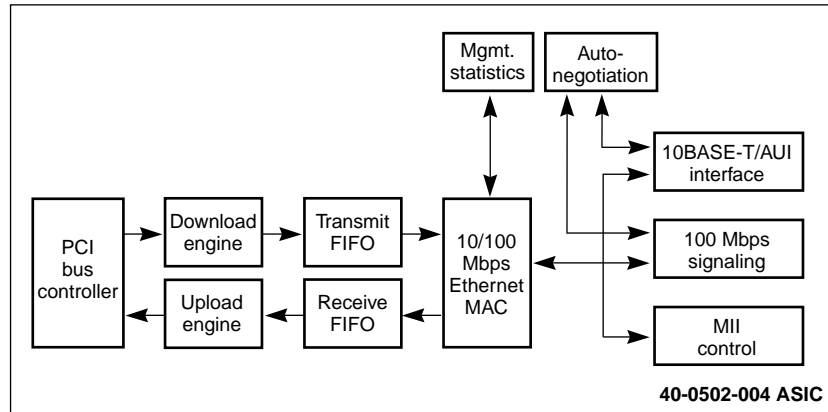 Mgmt.
statistics
Auto-
negotiation
10BASE-T/AUI
interface
PCI
bus
controller
Download
engine
Transmit
FIFO
10/100
Mbps
Ethernet
MAC
100 Mbps
signaling
Upload
engine
Receive
FIFO
MII
control
40-0502-004 ASIC